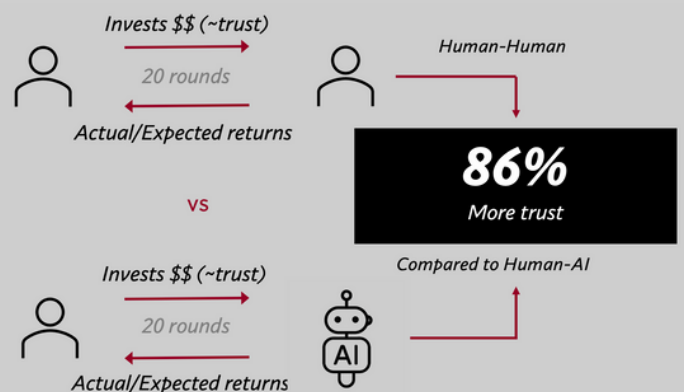 Invests $$ (~trust)
20 rounds
Actual/Expected returns
Human-Human
86%
More trust
vs
Compared to Human-AI
Invests $$ (~trust)
20 rounds
AI
Actual/Expected returns